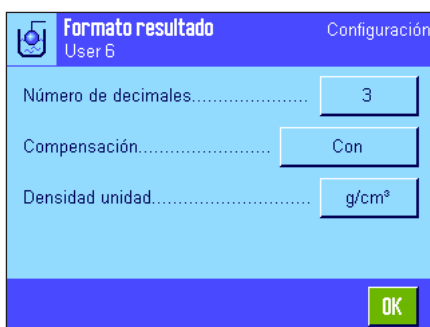 Formato resultado Configuración
User 6
Número de decimales...................... 3
Compensación......................... Con
Densidad unidad.............................. g/cm³
OK